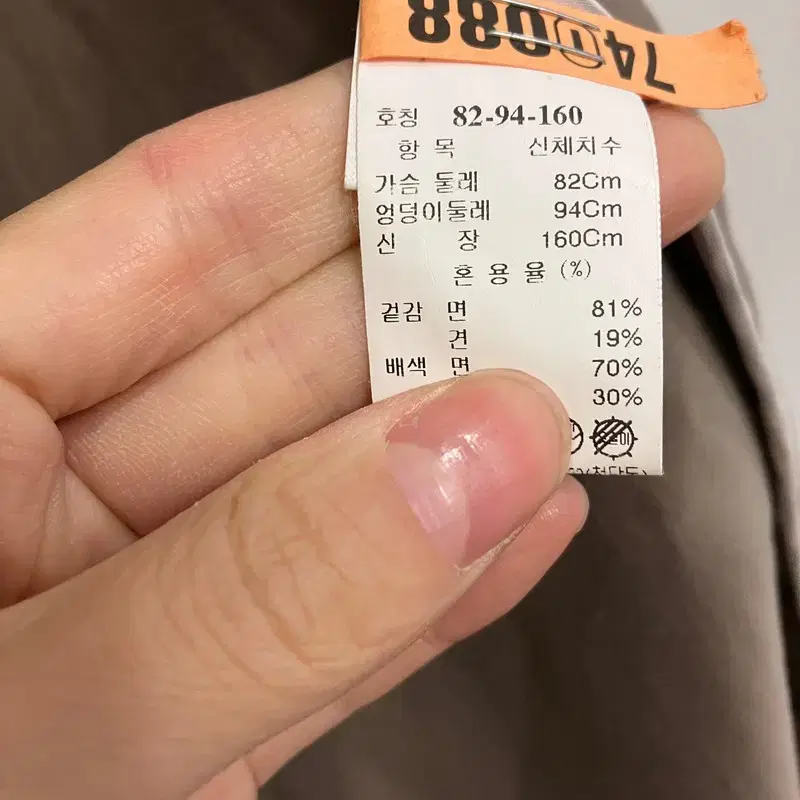 740088
호칭 82-94-160
항 목 신체치수
가슴 둘레 82Cm
엉덩이둘레 94Cm
신 장 160Cm
혼 용 율 (%)
겉감 면 81%
견 19%
배색 면 70%
30%